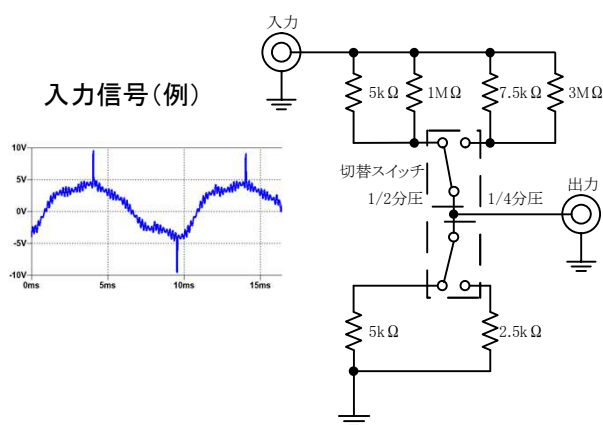 入力
入力信号(例)
5kΩ
1MΩ
7.5kΩ
3MΩ
切替スイッチ
1/2分圧
1/4分圧
出力
10V
5V
0V
-5V
-10V
0ms
5ms
10ms
15ms
5kΩ
2.5kΩ